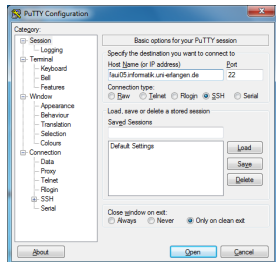 PuTTY Configuration
Category:
Session
Logging
Terminal
Keyboard
Bell
Features
Window
Appearance
Behaviour
Translation
Selection
Colours
Connection
Data
Proxy
Telnet
Rlogin
SSH
Serial
Basic options for your PuTTY session
Specify the destination you want to connect to
Host Name (or IP address) Port
faui05.informatik.uni-erlangen.de 22
Connection type:
Raw Telnet Rlogin SSH Serial
Load, save or delete a stored session
Saved Sessions
Default Settings
Load
Save
Delete
Close window on exit:
Always Never Only on clean exit
About Open Cancel